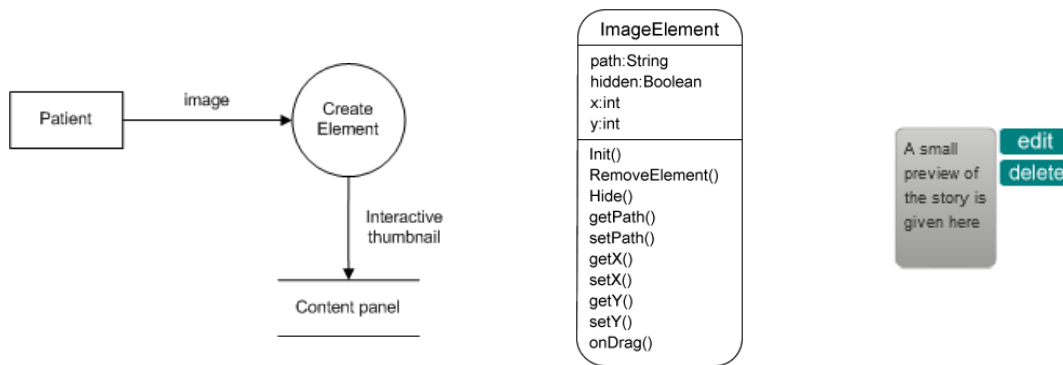 Patient
image
Create
Element
Interactive
thumbnail
Content panel
ImageElement
path:String
hidden:Boolean
x:int
y:int
Init()
RemoveElement()
Hide()
getPath()
setPath()
getX()
setX()
getY()
setY()
onDrag()
A small
preview of
the story is
given here
edit
delete